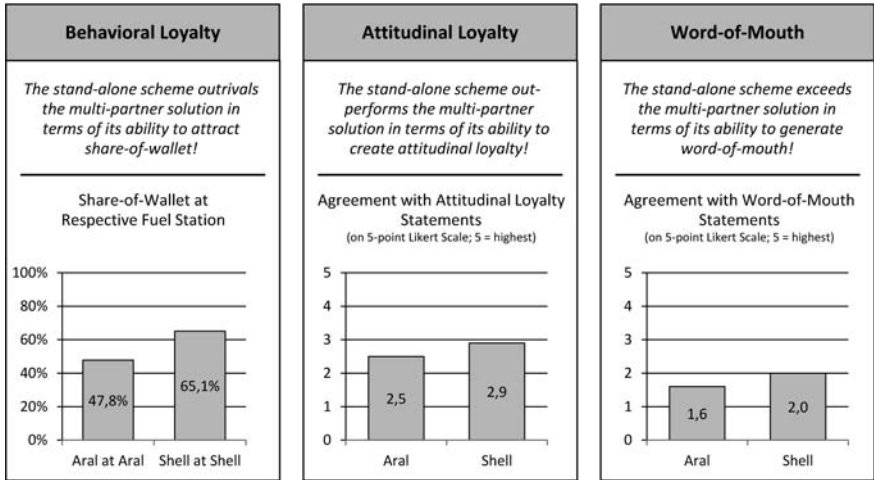 Behavioral Loyalty
The stand-alone scheme outrivals
the multi-partner solution in
terms of its ability to attract
share-of-wallet!
Share-of-Wallet at
Respective Fuel Station
100%
80%
60%
40%
20%
0%
47,8%
65,1%
Aral at Aral
Shell at Shell
Attitudinal Loyalty
The stand-alone scheme out-
performs the multi-partner
solution in terms of its ability to
create attitudinal loyalty!
Agreement with Attitudinal Loyalty
Statements
(on 5-point Likert Scale; 5 = highest)
5
4
3
2
1
0
2,5
2,9
Aral
Shell
Word-of-Mouth
The stand-alone scheme exceeds
the multi-partner solution in
terms of its ability to generate
word-of-mouth!
Agreement with Word-of-Mouth
Statements
(on 5-point Likert Scale; 5 = highest)
5
4
3
2
1
0
1,6
2,0
Aral
Shell